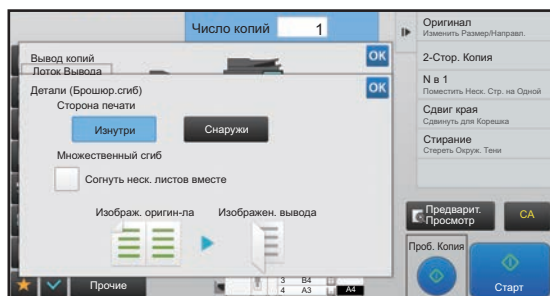 Число копий 1
Вывод копий
OK
Лоток Вывода
Детали (Брошюр.сгиб)
OK
Сторона печати
Изнутри
Снаружи
Множественный сгиб
Согнуть неск. листов вместе
Изображ. оригин-ла
Изображен. вывода
Прочие
3 B4
4 A3
A4
Оригинал
Изменить Размер/Направл.
2-Стор. Копия
N в 1
Поместить Неск. Стр. на Одной
Сдвиг края
Сдвинуть для Корешка
Стирание
Стереть Окруж. Тени
Предварит.
Просмотр
CA
Проб. Копия
Старт